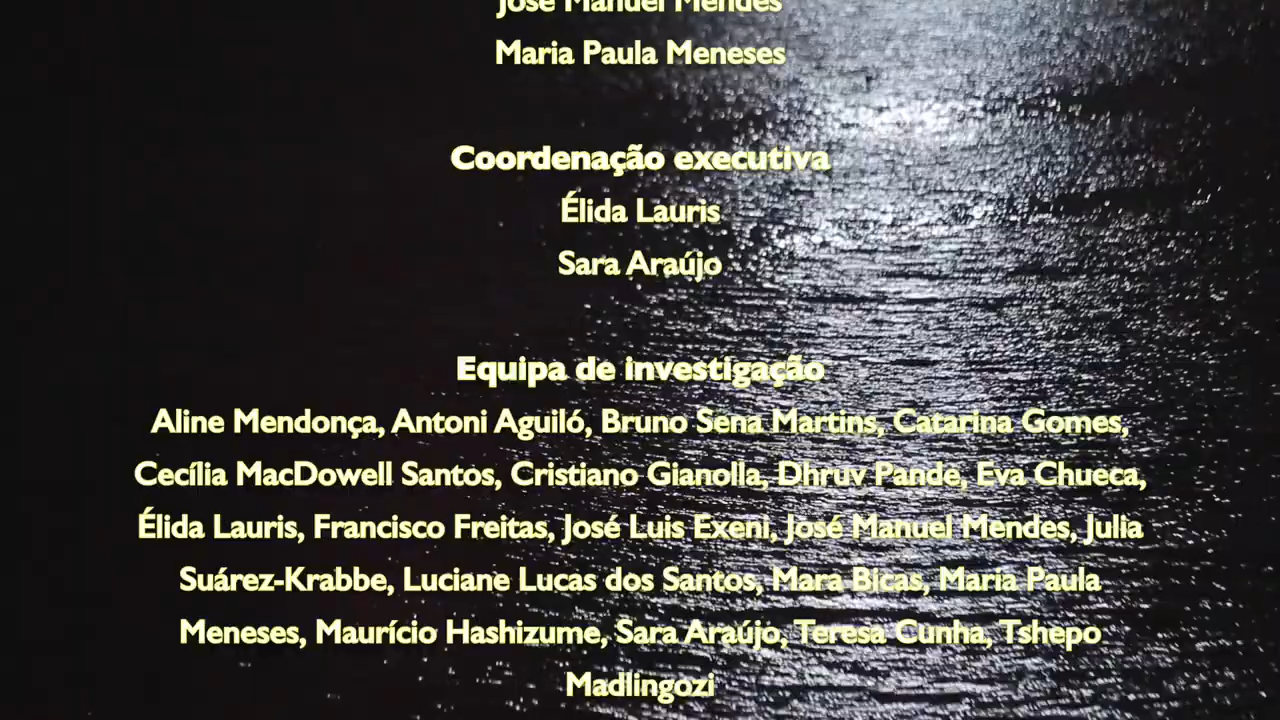 José Manuel Mendes
Maria Paula Meneses
Coordenação executiva
Élida Lauris
Sara Araújo
Equipa de investigação
Aline Mendonça, Antoni Aguiló, Bruno Sena Martins, Catarina Gomes,
Cecília MacDowell Santos, Cristiano Gianolla, Dhruv Pande, Eva Chueca,
Élida Lauris, Francisco Freitas, José Luis Exeni, José Manuel Mendes, Julia
Suárez-Krabbe, Luciane Lucas dos Santos, Mara Bicas, Maria Paula
Meneses, Maurício Hashizume, Sara Araújo, Teresa Cunha, Tshepo
Madlingozi